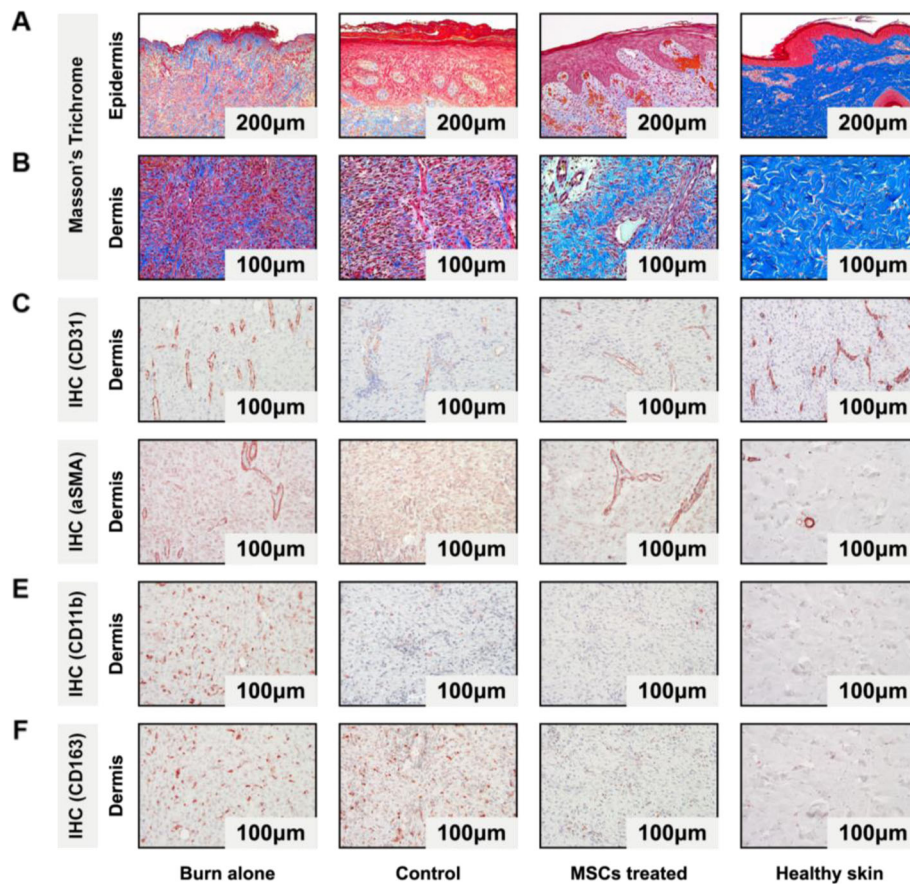 A
Masson's Trichrome
Epidermis
200μm
200μm
200μm
200μm
B
Dermis
100μm
100μm
100μm
100μm
C
IHC (CD31)
Dermis
100μm
100μm
100μm
100μm
IHC (aSMA)
Dermis
100μm
100μm
100μm
100μm
E
IHC (CD11b)
Dermis
100μm
100μm
100μm
100μm
F
IHC (CD163)
Dermis
100μm
100μm
100μm
100μm
Burn alone
Control
MSCs treated
Healthy skin